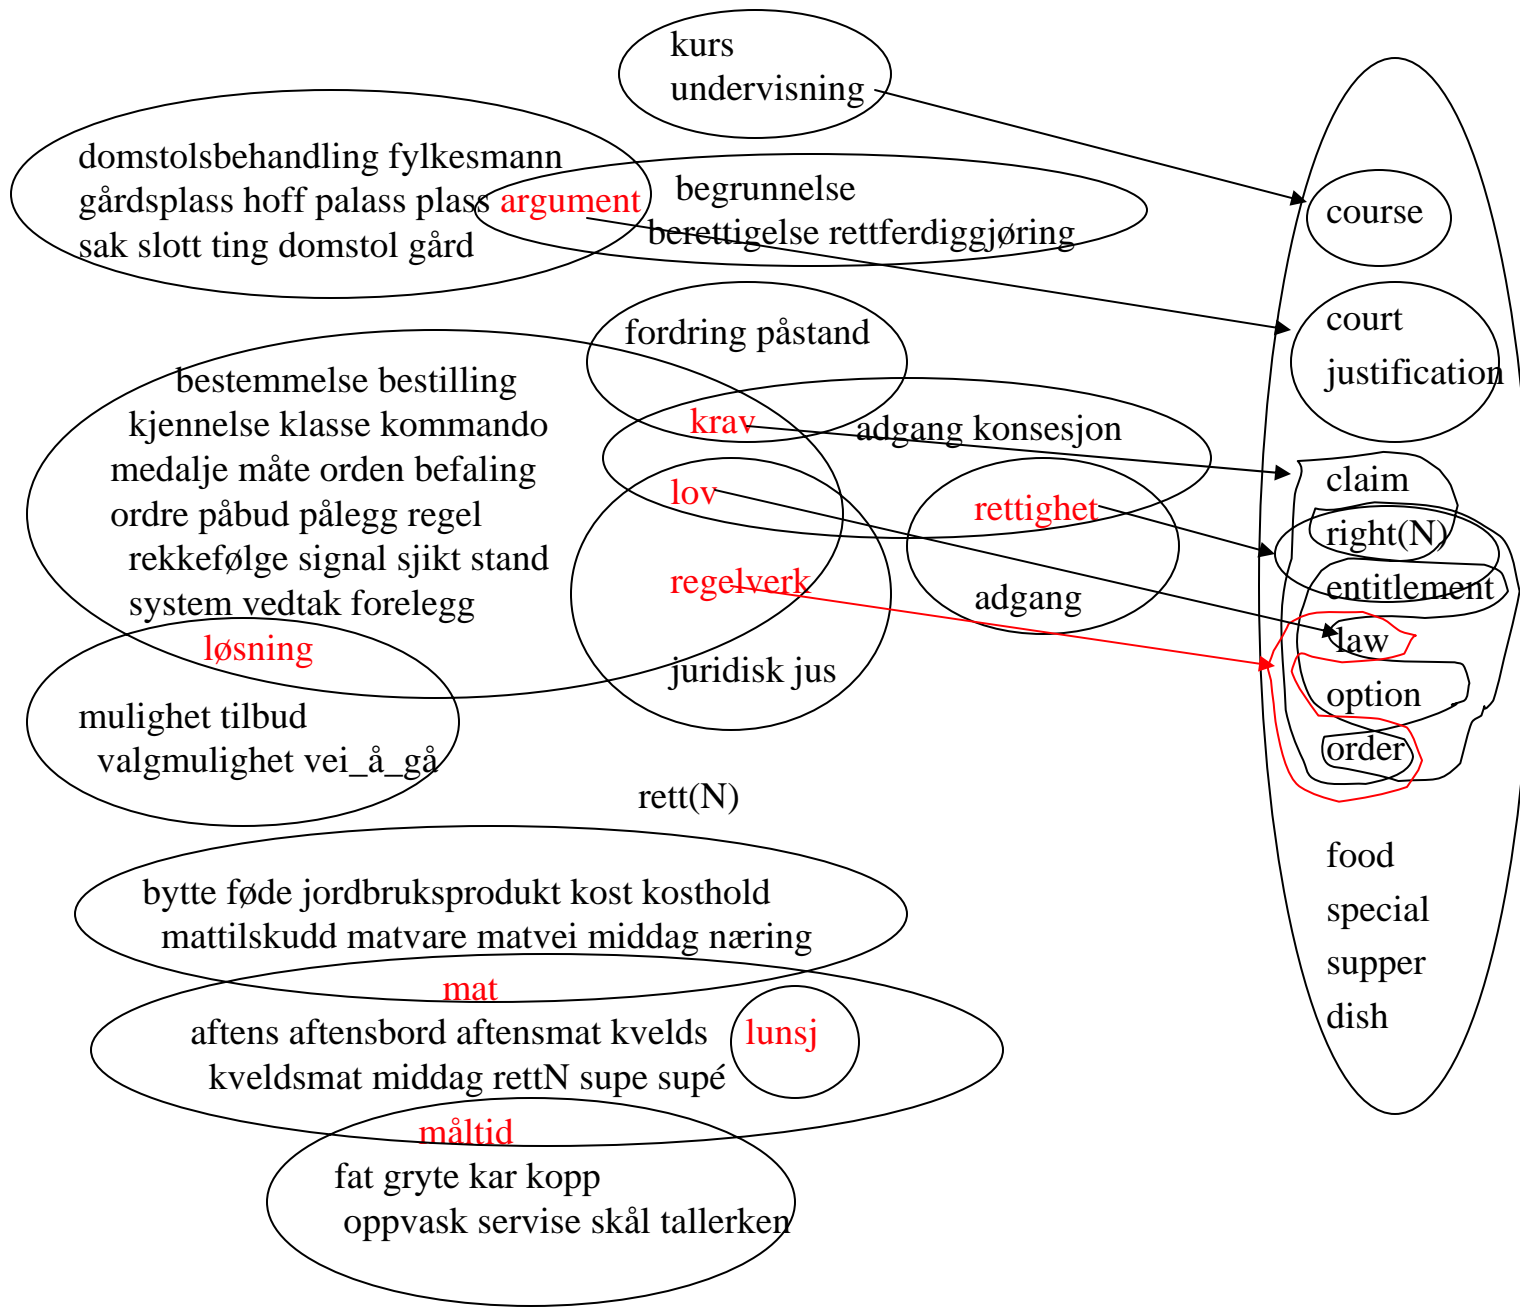 kurs
undervisning
domstolsbehandling fylkesmann
gårdsplass hoff palass plass argument
sak slott ting domstol gård
begrunnelse
berettigelse rettferdiggjøring
fordring påstand
bestemmelse bestilling
kjennelse klasse kommando
medalje måte orden befaling
ordre påbud pålegg regel
rekkefølge signal sjikt stand
system vedtak forelegg
løsning
mulighet tilbud
valgmulighet vei_å_gå
krav
adgang konsesjon
lov
rettighet
regelverk
adgang
juridisk jus
rett(N)
bytte føde jordbruksprodukt kost kosthold
mattilskudd matvare matvei middag næring
mat
aftens aftensbord aftensmat kvelds
lunsj
kveldsmat middag rettN supe supé
måltid
fat gryte kar kopp
oppvask servise skål tallerken
course
court
justification
claim
right(N)
entitlement
law
option
order
food
special
supper
dish